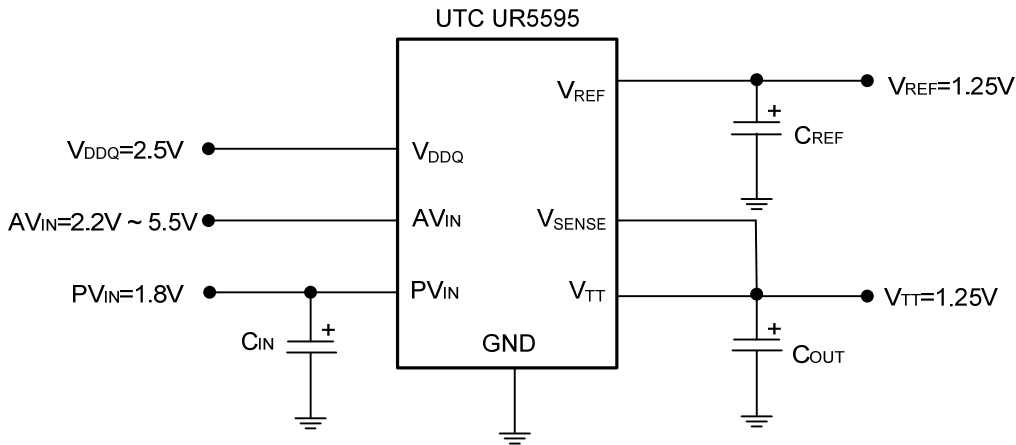 UTC UR5595
VREF
VREF=1.25V
+
CREF
VDDQ=2.5V
VDDQ
AVIN=2.2V ~ 5.5V
AVIN
VSENSE
PVIN=1.8V
PVIN
VTT
VTT=1.25V
+
CIN
GND
+
COUT